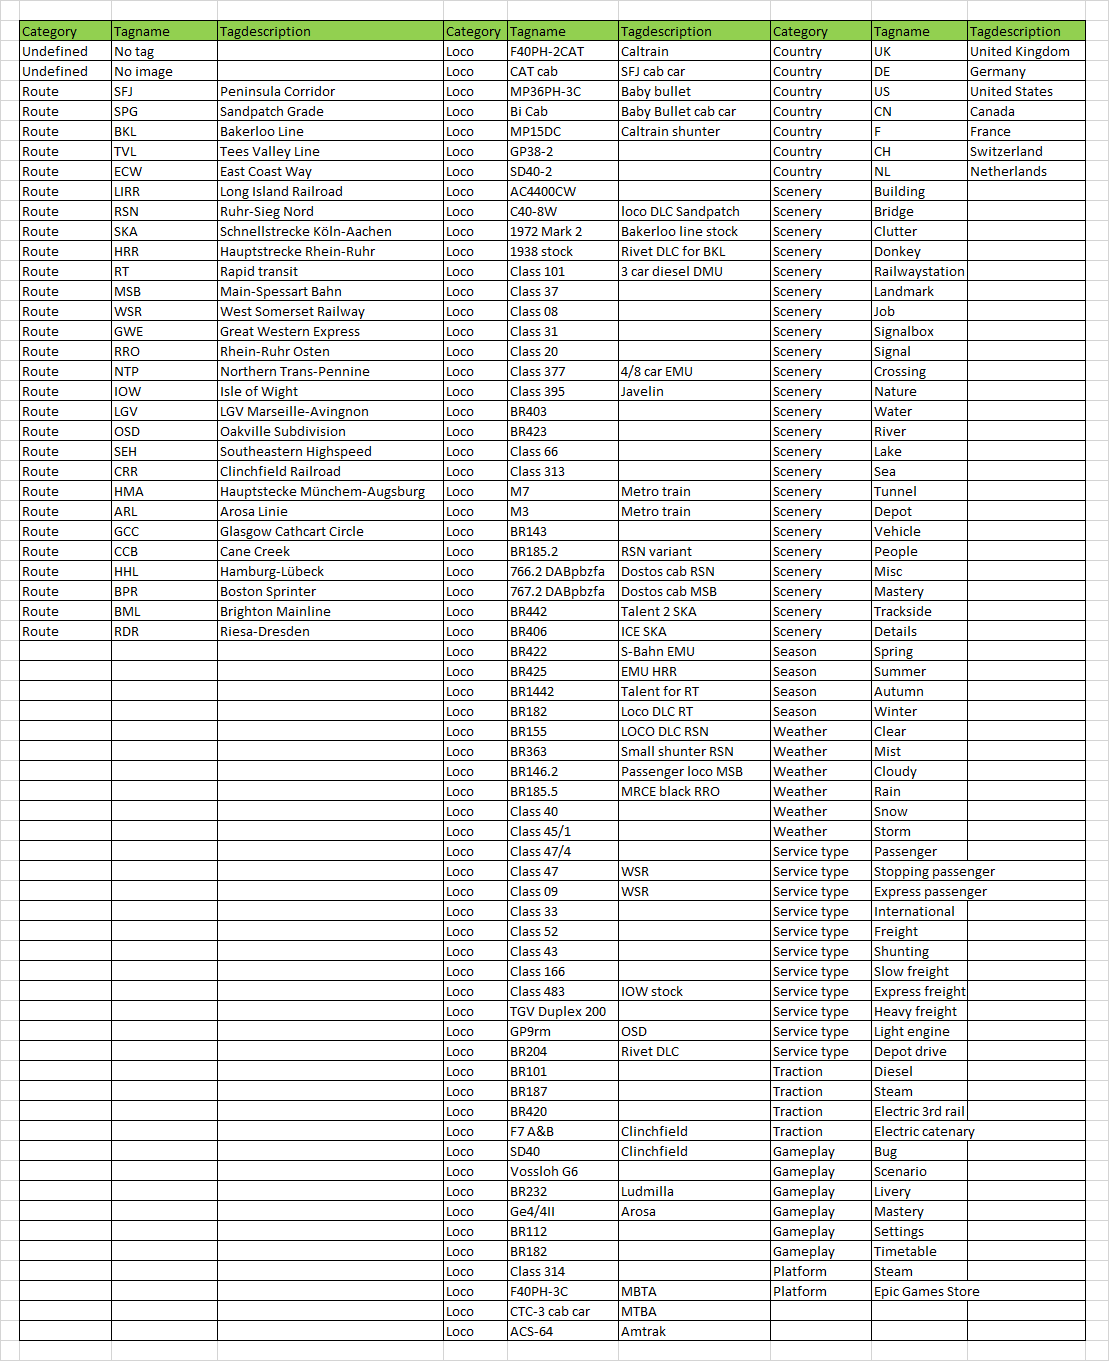 Category Tagname Tagdescription Category Tagname Tagdescription Category Tagname Tagdescription
Undefined No tag Loco F40PH-2CAT Caltrain Country UK United Kingdom
Undefined No image Loco CAT cab SFJ cab car Country DE Germany
Route SFJ Peninsula Corridor Loco MP36PH-3C Baby bullet Country US United States
Route SPG Sandpatch Grade Loco Bi Cab Baby Bullet cab car Country CN Canada
Route BKL Bakerloo Line Loco MP15DC Caltrain shunter Country F France
Route TVL Tees Valley Line Loco GP38-2 Country CH Switzerland
Route ECW East Coast Way Loco SD40-2 Country NL Netherlands
Route LIRR Long Island Railroad Loco AC4400CW Scenery Building
Route RSN Ruhr-Sieg Nord Loco C40-8W loco DLC Sandpatch Scenery Bridge
Route SKA Schnellstrecke Köln-Aachen Loco 1972 Mark 2 Bakerloo line stock Scenery Clutter
Route HRR Hauptstrecke Rhein-Ruhr Loco 1938 stock Rivet DLC for BKL Scenery Donkey
Route RT Rapid transit Loco Class 101 3 car diesel DMU Scenery Railwaystation
Route MSB Main-Spessart Bahn Loco Class 37 Scenery Landmark
Route WSR West Somerset Railway Loco Class 08 Scenery Job
Route GWE Great Western Express Loco Class 31 Scenery Signalbox
Route RRO Rhein-Ruhr Osten Loco Class 20 Scenery Signal
Route NTP Northern Trans-Pennine Loco Class 377 4/8 car EMU Scenery Crossing
Route IOW Isle of Wight Loco Class 395 Javelin Scenery Nature
Route LGV LGV Marseille-Avingnon Loco BR403 Scenery Water
Route OSD Oakville Subdivision Loco BR423 Scenery River
Route SEH Southeastern Highspeed Loco Class 66 Scenery Lake
Route CRR Clinchfield Railroad Loco Class 313 Scenery Sea
Route HMA Hauptstecke Münchem-Augsburg Loco M7 Metro train Scenery Tunnel
Route ARL Arosa Linie Loco M3 Metro train Scenery Depot
Route GCC Glasgow Cathcart Circle Loco BR143 Scenery Vehicle
Route CCB Cane Creek Loco BR185.2 RSN variant Scenery People
Route HHL Hamburg-Lübeck Loco 766.2 DABpbzfa Dostos cab RSN Scenery Misc
Route BPR Boston Sprinter Loco 767.2 DABpbzfa Dostos cab MSB Scenery Mastery
Route BML Brighton Mainline Loco BR442 Talent 2 SKA Scenery Trackside
Route RDR Riesa-Dresden Loco BR406 ICE SKA Scenery Details
Loco BR422 S-Bahn EMU Season Spring
Loco BR425 EMU HRR Season Summer
Loco BR1442 Talent for RT Season Autumn
Loco BR182 Loco DLC RT Season Winter
Loco BR155 LOCO DLC RSN Weather Clear
Loco BR363 Small shunter RSN Weather Mist
Loco BR146.2 Passenger loco MSB Weather Cloudy
Loco BR185.5 MRCE black RRO Weather Rain
Loco Class 40 Weather Snow
Loco Class 45/1 Weather Storm
Loco Class 47/4 Service type Passenger
Loco Class 47 WSR Service type Stopping passenger
Loco Class 09 WSR Service type Express passenger
Loco Class 33 Service type International
Loco Class 52 Service type Freight
Loco Class 43 Service type Shunting
Loco Class 166 Service type Slow freight
Loco Class 483 IOW stock Service type Express freight
Loco TGV Duplex 200 Service type Heavy freight
Loco GP9rm OSD Service type Light engine
Loco BR204 Rivet DLC Service type Depot drive
Loco BR101 Traction Diesel
Loco BR187 Traction Steam
Loco BR420 Traction Electric 3rd rail
Loco F7 A&B Clinchfield Traction Electric catenary
Loco SD40 Clinchfield Gameplay Bug
Loco Vossloh G6 Gameplay Scenario
Loco BR232 Ludmilla Gameplay Livery
Loco Ge4/4II Arosa Gameplay Mastery
Loco BR112 Gameplay Settings
Loco BR182 Gameplay Timetable
Loco Class 314 Platform Steam
Loco F40PH-3C MBTA Platform Epic Games Store
Loco CTC-3 cab car MTBA
Loco ACS-64 Amtrak